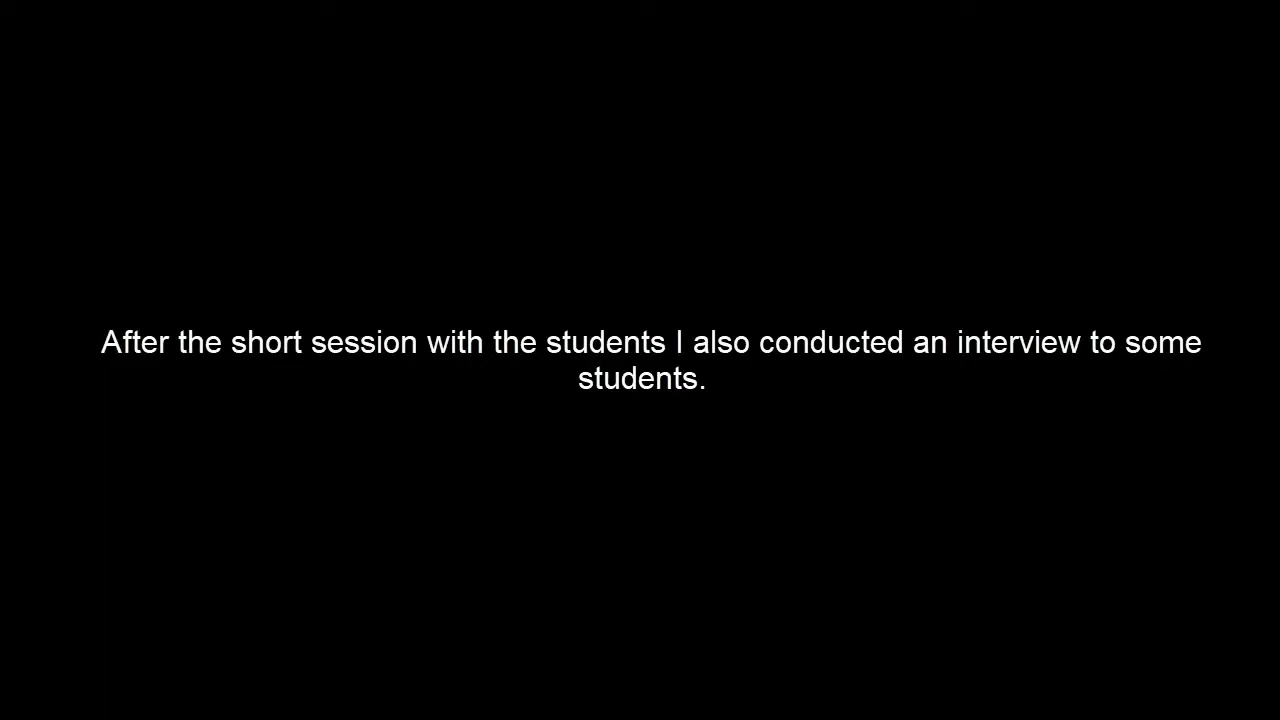 After the short session with the students I also conducted an interview to some
students.